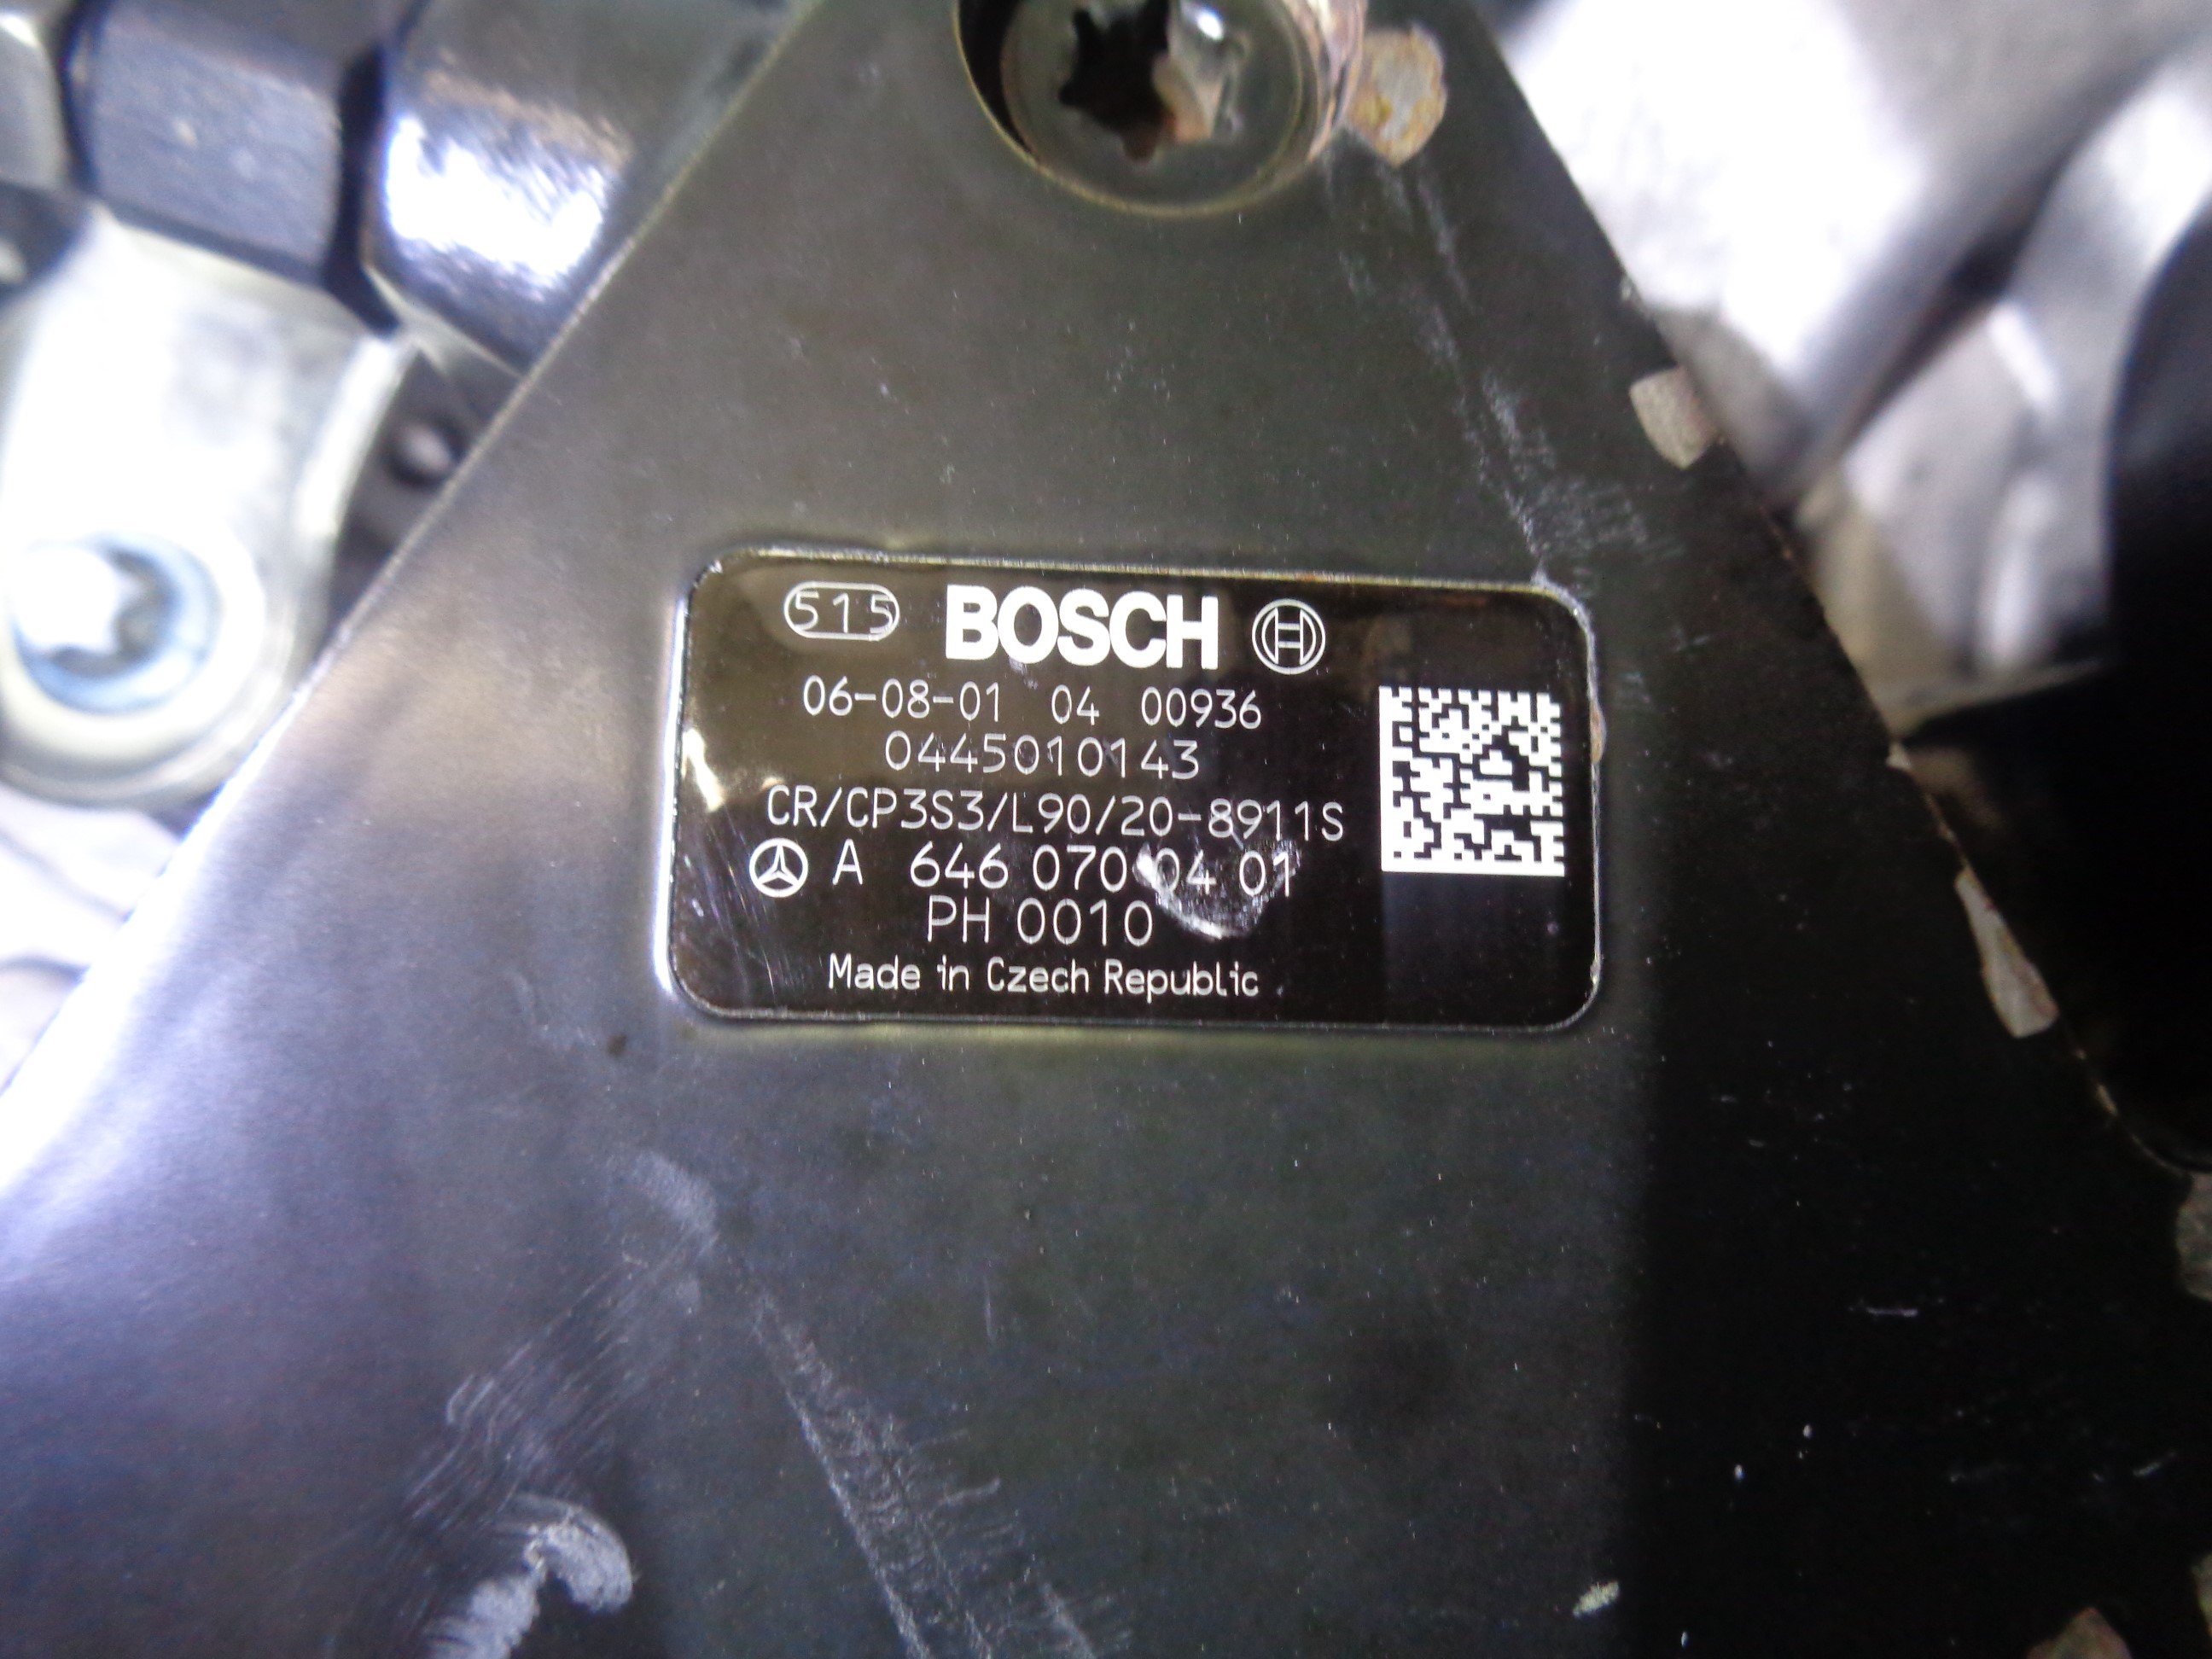 515 BOSCH
06-08-01 04 00936
0445010143
CR/CP3S3/L90/20-8911S
A 646 070 04 01
PH 0010
Made in Czech Republic